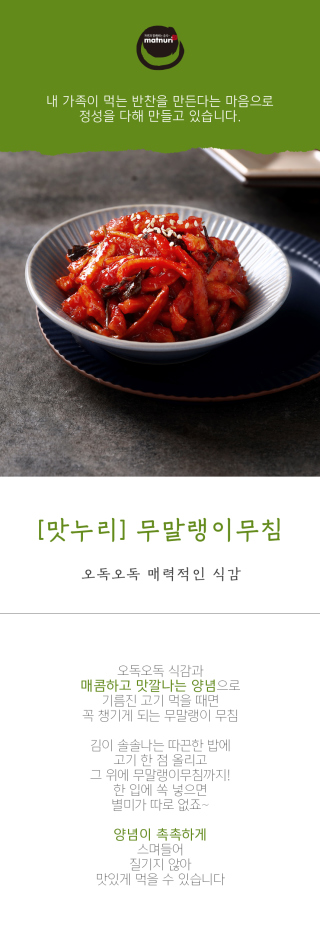 matnuri
내 가족이 먹는 반찬을 만든다는 마음으로
정성을 다해 만들고 있습니다.
[맛누리] 무말랭이무침
오독오독 매력적인 식감
오독오독 식감과
매콤하고 맛깔나는 양념으로
기름진 고기 먹을 때면
꼭 챙기게 되는 무말랭이 무침
김이 솔솔나는 따끈한 밥에
고기 한 점 올리고
그 위에 무말랭이무침까지!
한 입에 쏙 넣으면
별미가 따로 없죠~
양념이 촉촉하게
스며들어
질기지 않아
맛있게 먹을 수 있습니다